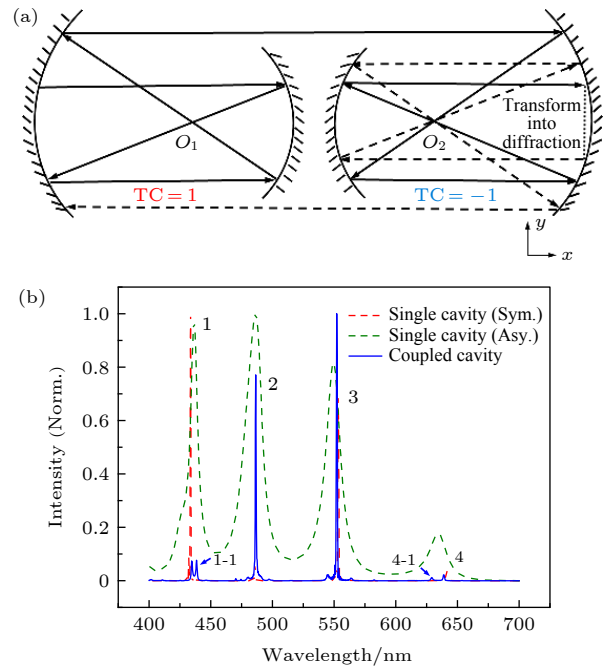 (a)
O1
O2
Transform
into
diffraction
TC = 1
TC = −1
y
x
(b)
Intensity (Norm.)
1.0
0.8
0.6
0.4
0.2
0
1
2
3
1-1
4-1
4
Single cavity (Sym.)
Single cavity (Asy.)
Coupled cavity
400
450
500
550
600
650
700
Wavelength/nm